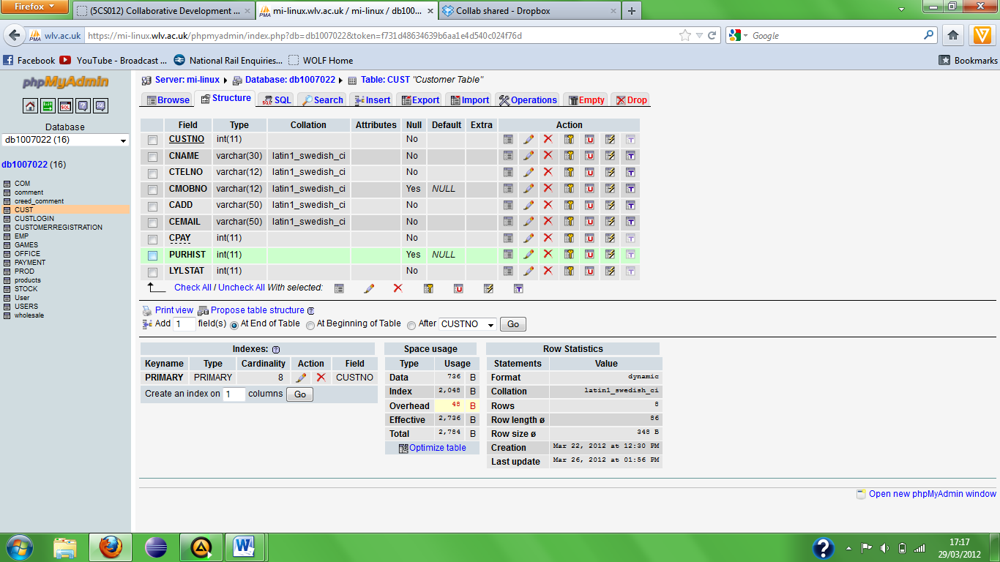 Firefox
(5CS012) Collaborative Development ...
mi-linux.wlv.ac.uk / mi-linux / db100...
Collab shared - Dropbox
wlv.ac.uk https://mi-linux.wlv.ac.uk/phpmyadmin/index.php?db=db1007022&token=f731d48634639b6aa1e4d540c024f76d
Google
Facebook YouTube - Broadcast ... National Rail Enquiries... WOLF Home Bookmarks
phpMyAdmin
Database
db1007022 (16)
db1007022 (16)
COM
comment
creed_comment
CUST
CUSTLOGIN
CUSTOMERREGISTRATION
EMP
GAMES
OFFICE
PAYMENT
PROD
products
STOCK
User
USERS
wholesale
Server: mi-linux Database: db1007022 Table: CUST "Customer Table"
Browse Structure SQL Search Insert Export Import Operations Empty Drop
Field Type Collation Attributes Null Default Extra Action
CUSTNO int(11) No
CNAME varchar(30) latin1_swedish_ci No
CTELNO varchar(12) latin1_swedish_ci No
CMOBNO varchar(12) latin1_swedish_ci Yes NULL
CADD varchar(50) latin1_swedish_ci No
CEMAIL varchar(50) latin1_swedish_ci No
CPAY int(11) No
PURHIST int(11) Yes NULL
LYLSTAT int(11) No
Check All / Uncheck All With selected:
Print view Propose table structure
Add 1 field(s) At End of Table At Beginning of Table After CUSTNO Go
Indexes:
Keyname Type Cardinality Action Field
PRIMARY PRIMARY 8 CUSTNO
Create an index on 1 columns Go
Space usage
Type Usage
Data 736 B
Index 2,048 B
Overhead 48 B
Effective 2,736 B
Total 2,784 B
Optimize table
Row Statistics
Statements Value
Format dynamic
Collation latin1_swedish_ci
Rows 8
Row length ø 86
Row size ø 348 B
Creation Mar 22, 2012 at 12:30 PM
Last update Mar 26, 2012 at 01:56 PM
Open new phpMyAdmin window
17:17
29/03/2012